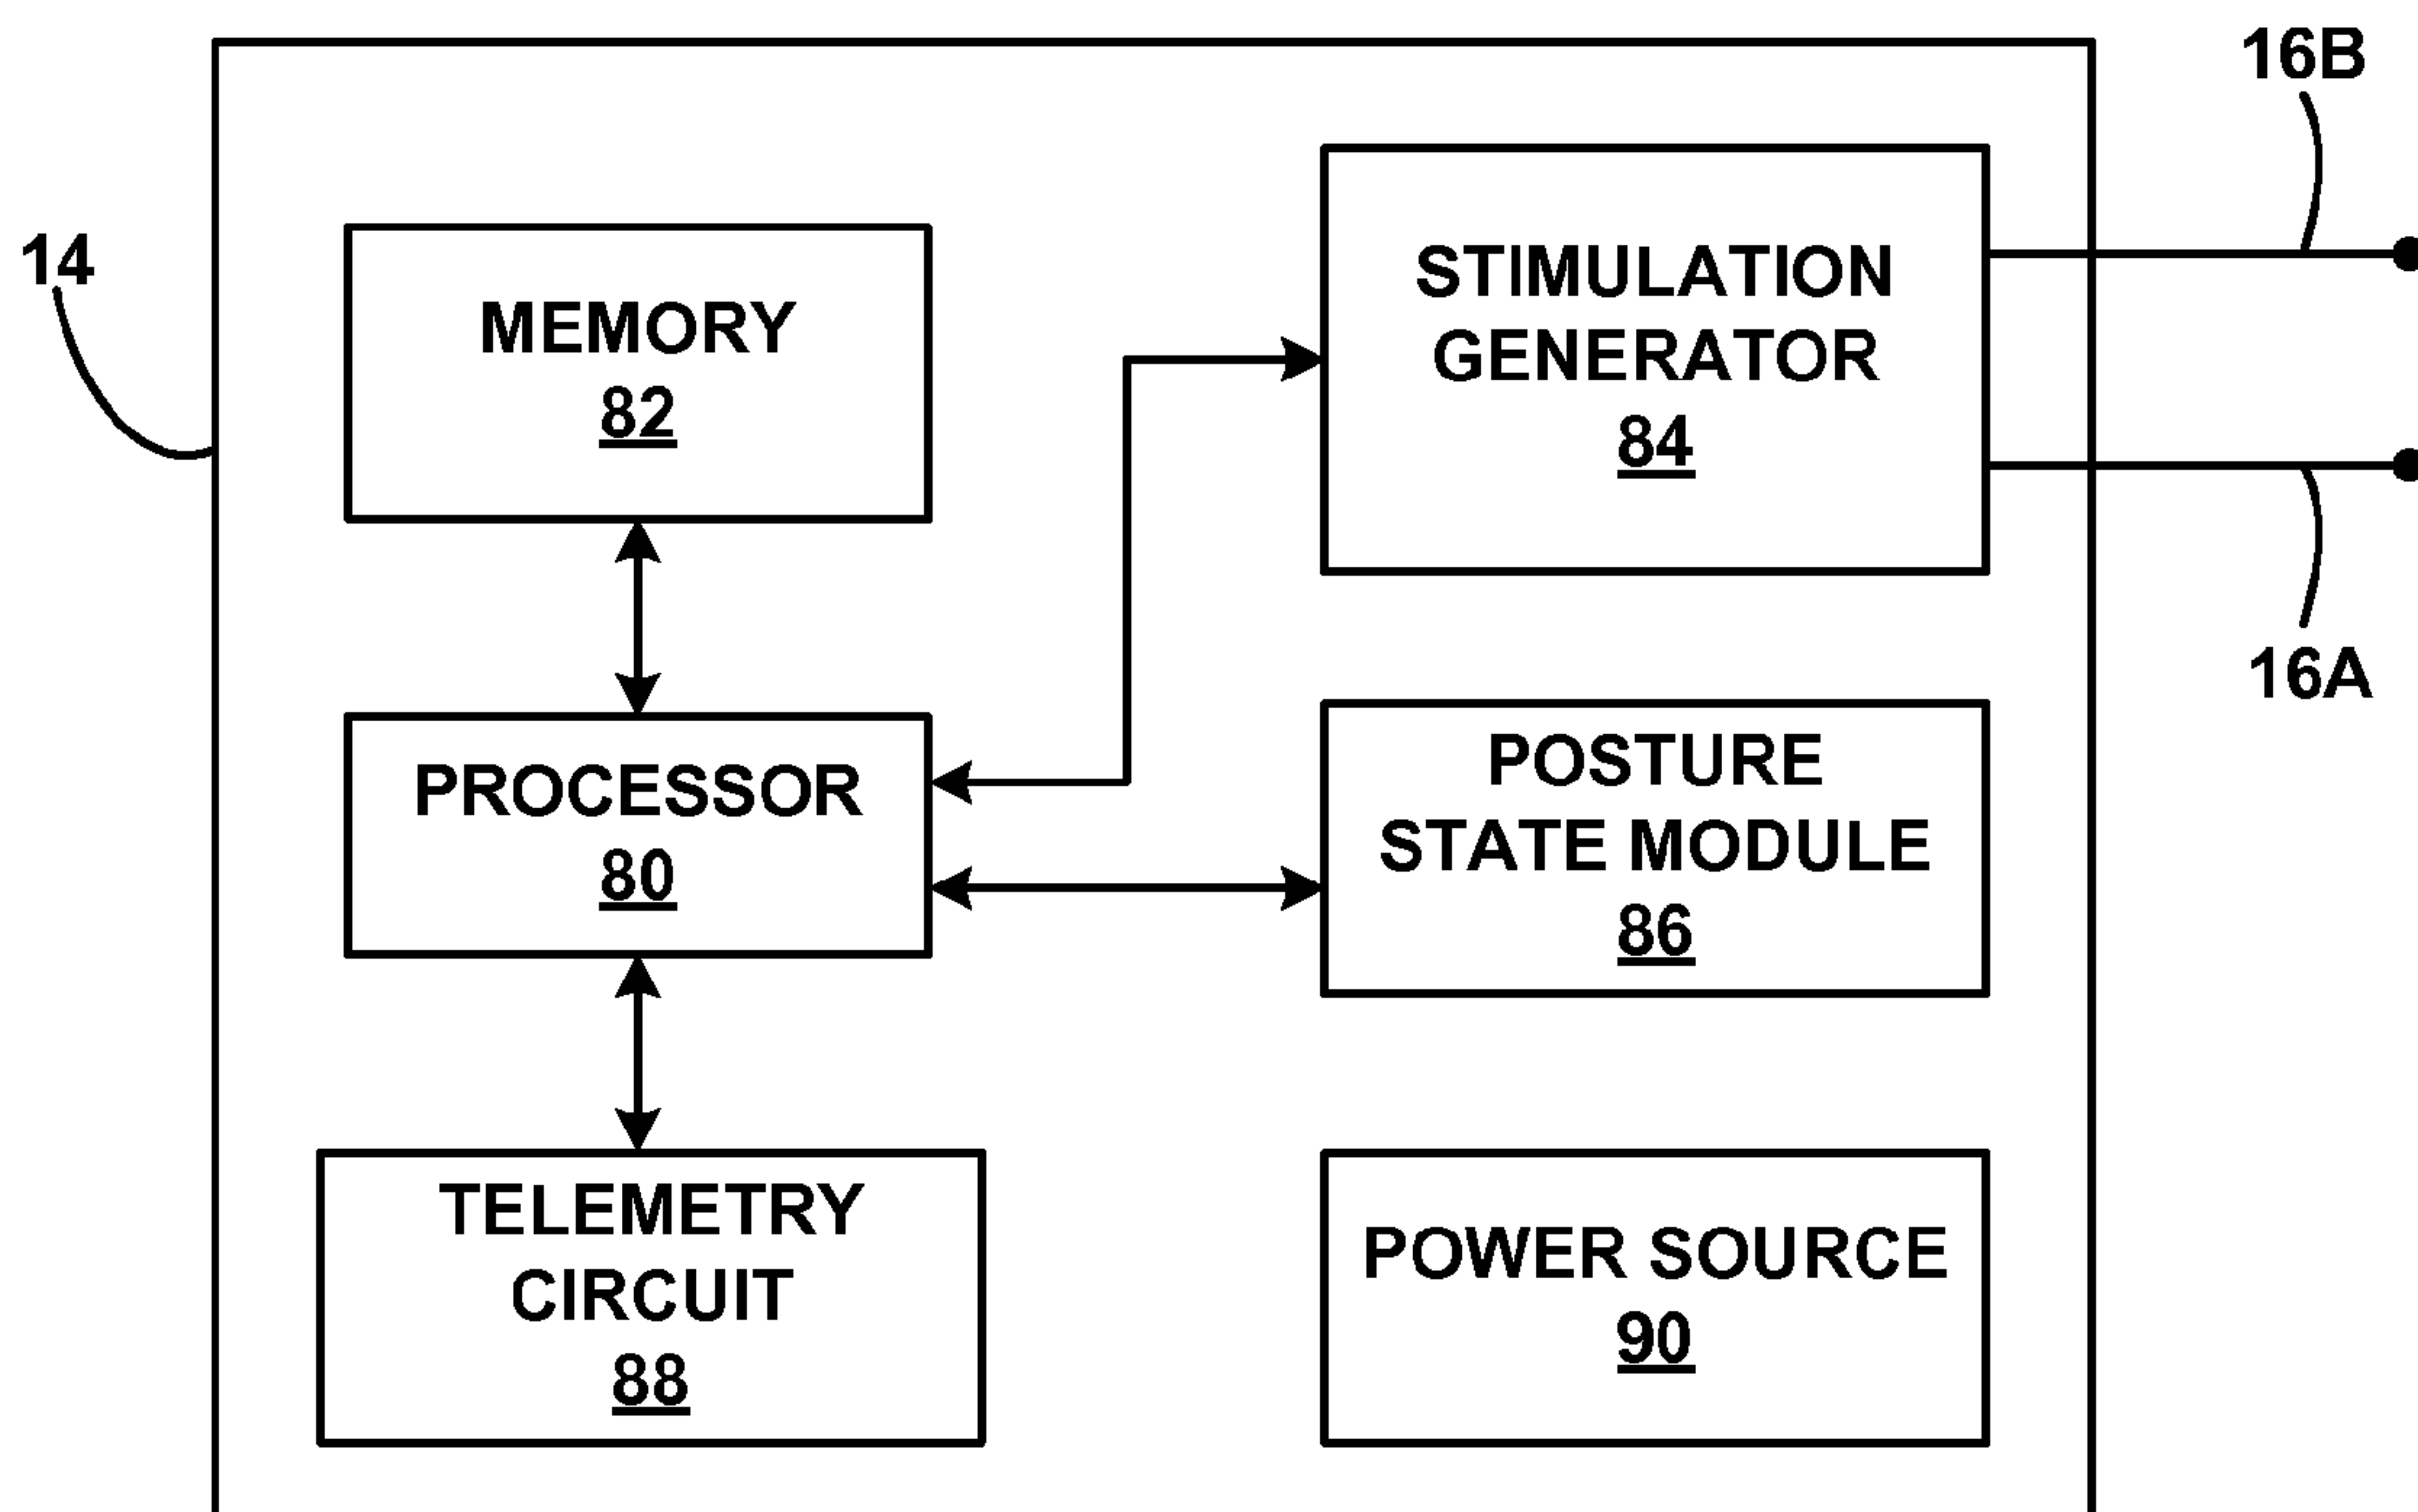 16B
14
MEMORY
82
STIMULATION
GENERATOR
84
16A
PROCESSOR
80
POSTURE
STATE MODULE
86
TELEMETRY
CIRCUIT
88
POWER SOURCE
90